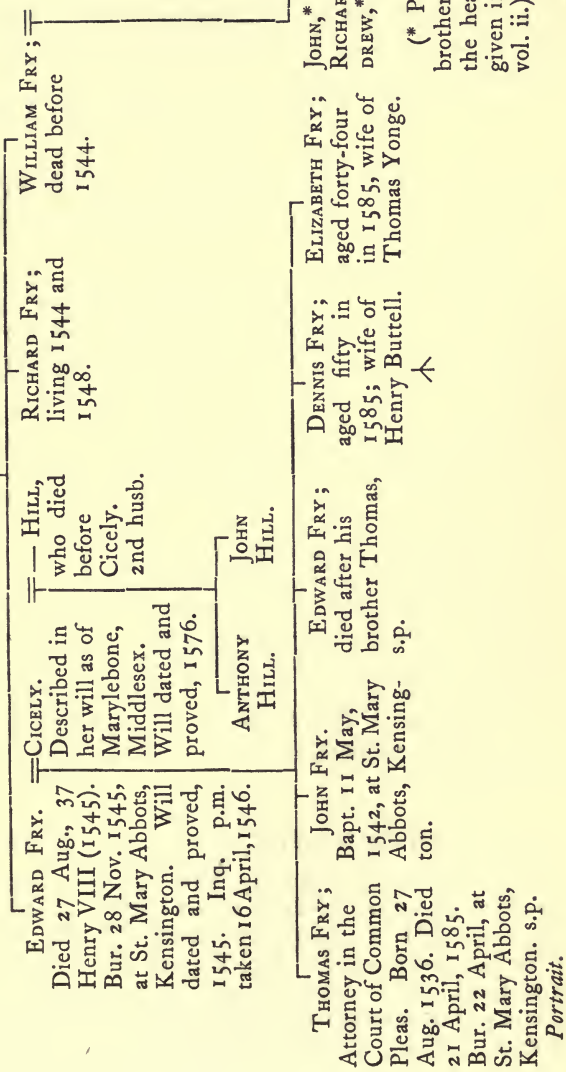 EDWARD FRY.
Died 27 Aug., 37
Henry VIII (1545).
Bur. 28 Nov. 1545,
at St. Mary Abbots,
Kensington. Will
dated and proved,
1545. Inq. p.m.
taken 16 April, 1546.
CICELY.
Described in
her will as of
Marylebone,
Middlesex.
Will dated and
proved, 1576.
— HILL,
who died
before
Cicely.
2nd husb.
RICHARD FRY;
living 1544 and
1548.
WILLIAM FRY;
dead before
1544.
ANTHONY
HILL.
JOHN
HILL.
THOMAS FRY;
Attorney in the
Court of Common
Pleas. Born 27
Aug. 1536. Died
21 April, 1585.
Bur. 22 April, at
St. Mary Abbots,
Kensington. s.p.
Portrait.
JOHN FRY.
Bapt. 11 May,
1542, at St. Mary
Abbots, Kensing-
ton.
EDWARD FRY;
died after his
brother Thomas,
s.p.
DENNIS FRY;
aged fifty in
1585; wife of
Henry Buttell.
ELIZABETH FRY;
aged forty-four
in 1585, wife of
Thomas Yonge.
JOHN,*
RICHAR
DREW,*
(* P
brother
the hea
given i
vol. ii.)